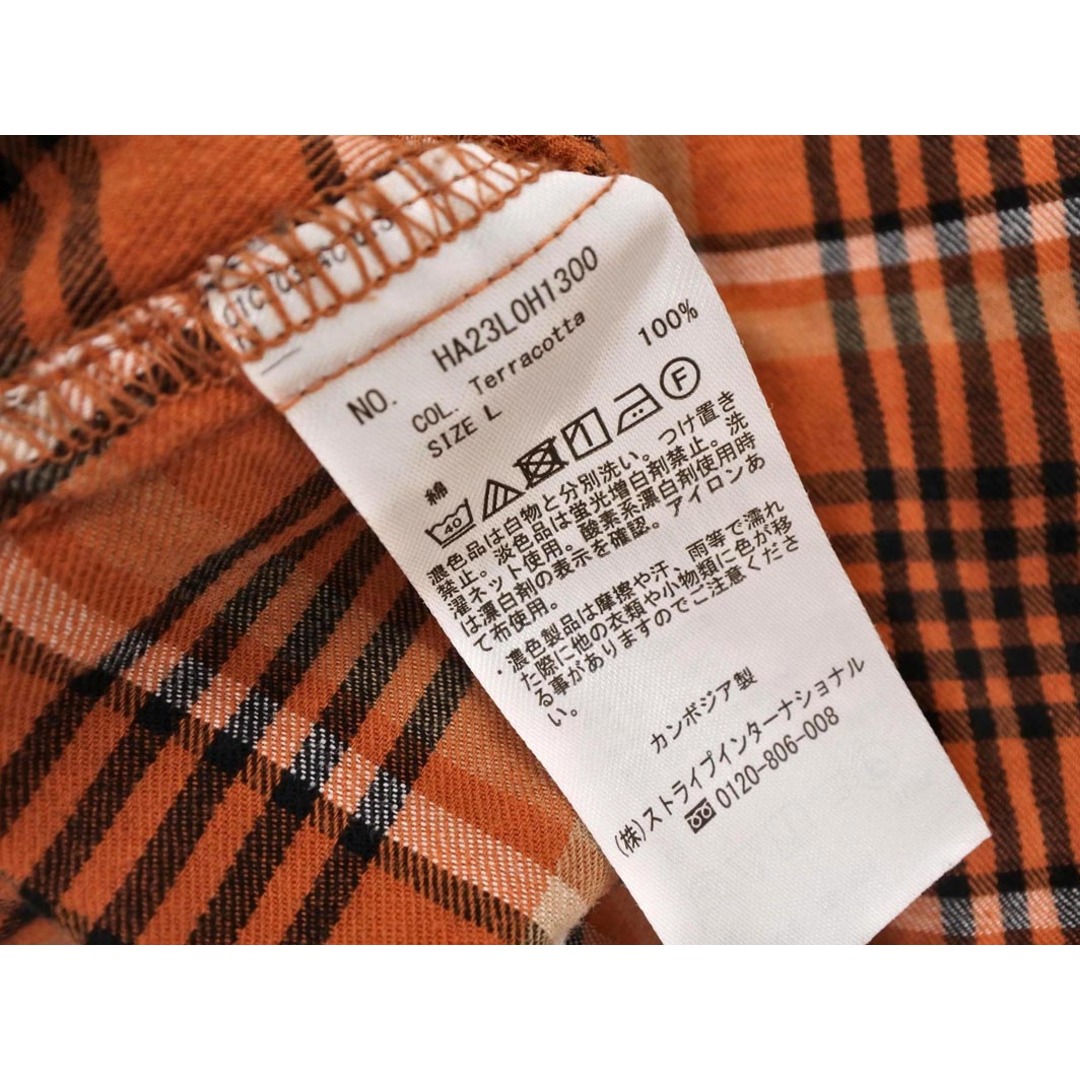 NO. HA23LOH1300
COL. Terracotta
SIZE L
綿 100%
40 F
濃色品は白物と分別洗い。つけ置き
禁止。淡色品は蛍光増白剤禁止。洗
濯ネット使用。酸素系漂白剤使用時
は漂白剤の表示を確認。アイロンあ
て布使用。
・濃色製品は摩擦や汗、雨等で濡れ
た際に他の衣類や小物類に色が移
る事がありますのでご注意くださ
い。
カンボジア製
(株)ストライプインターナショナル
0120-806-008